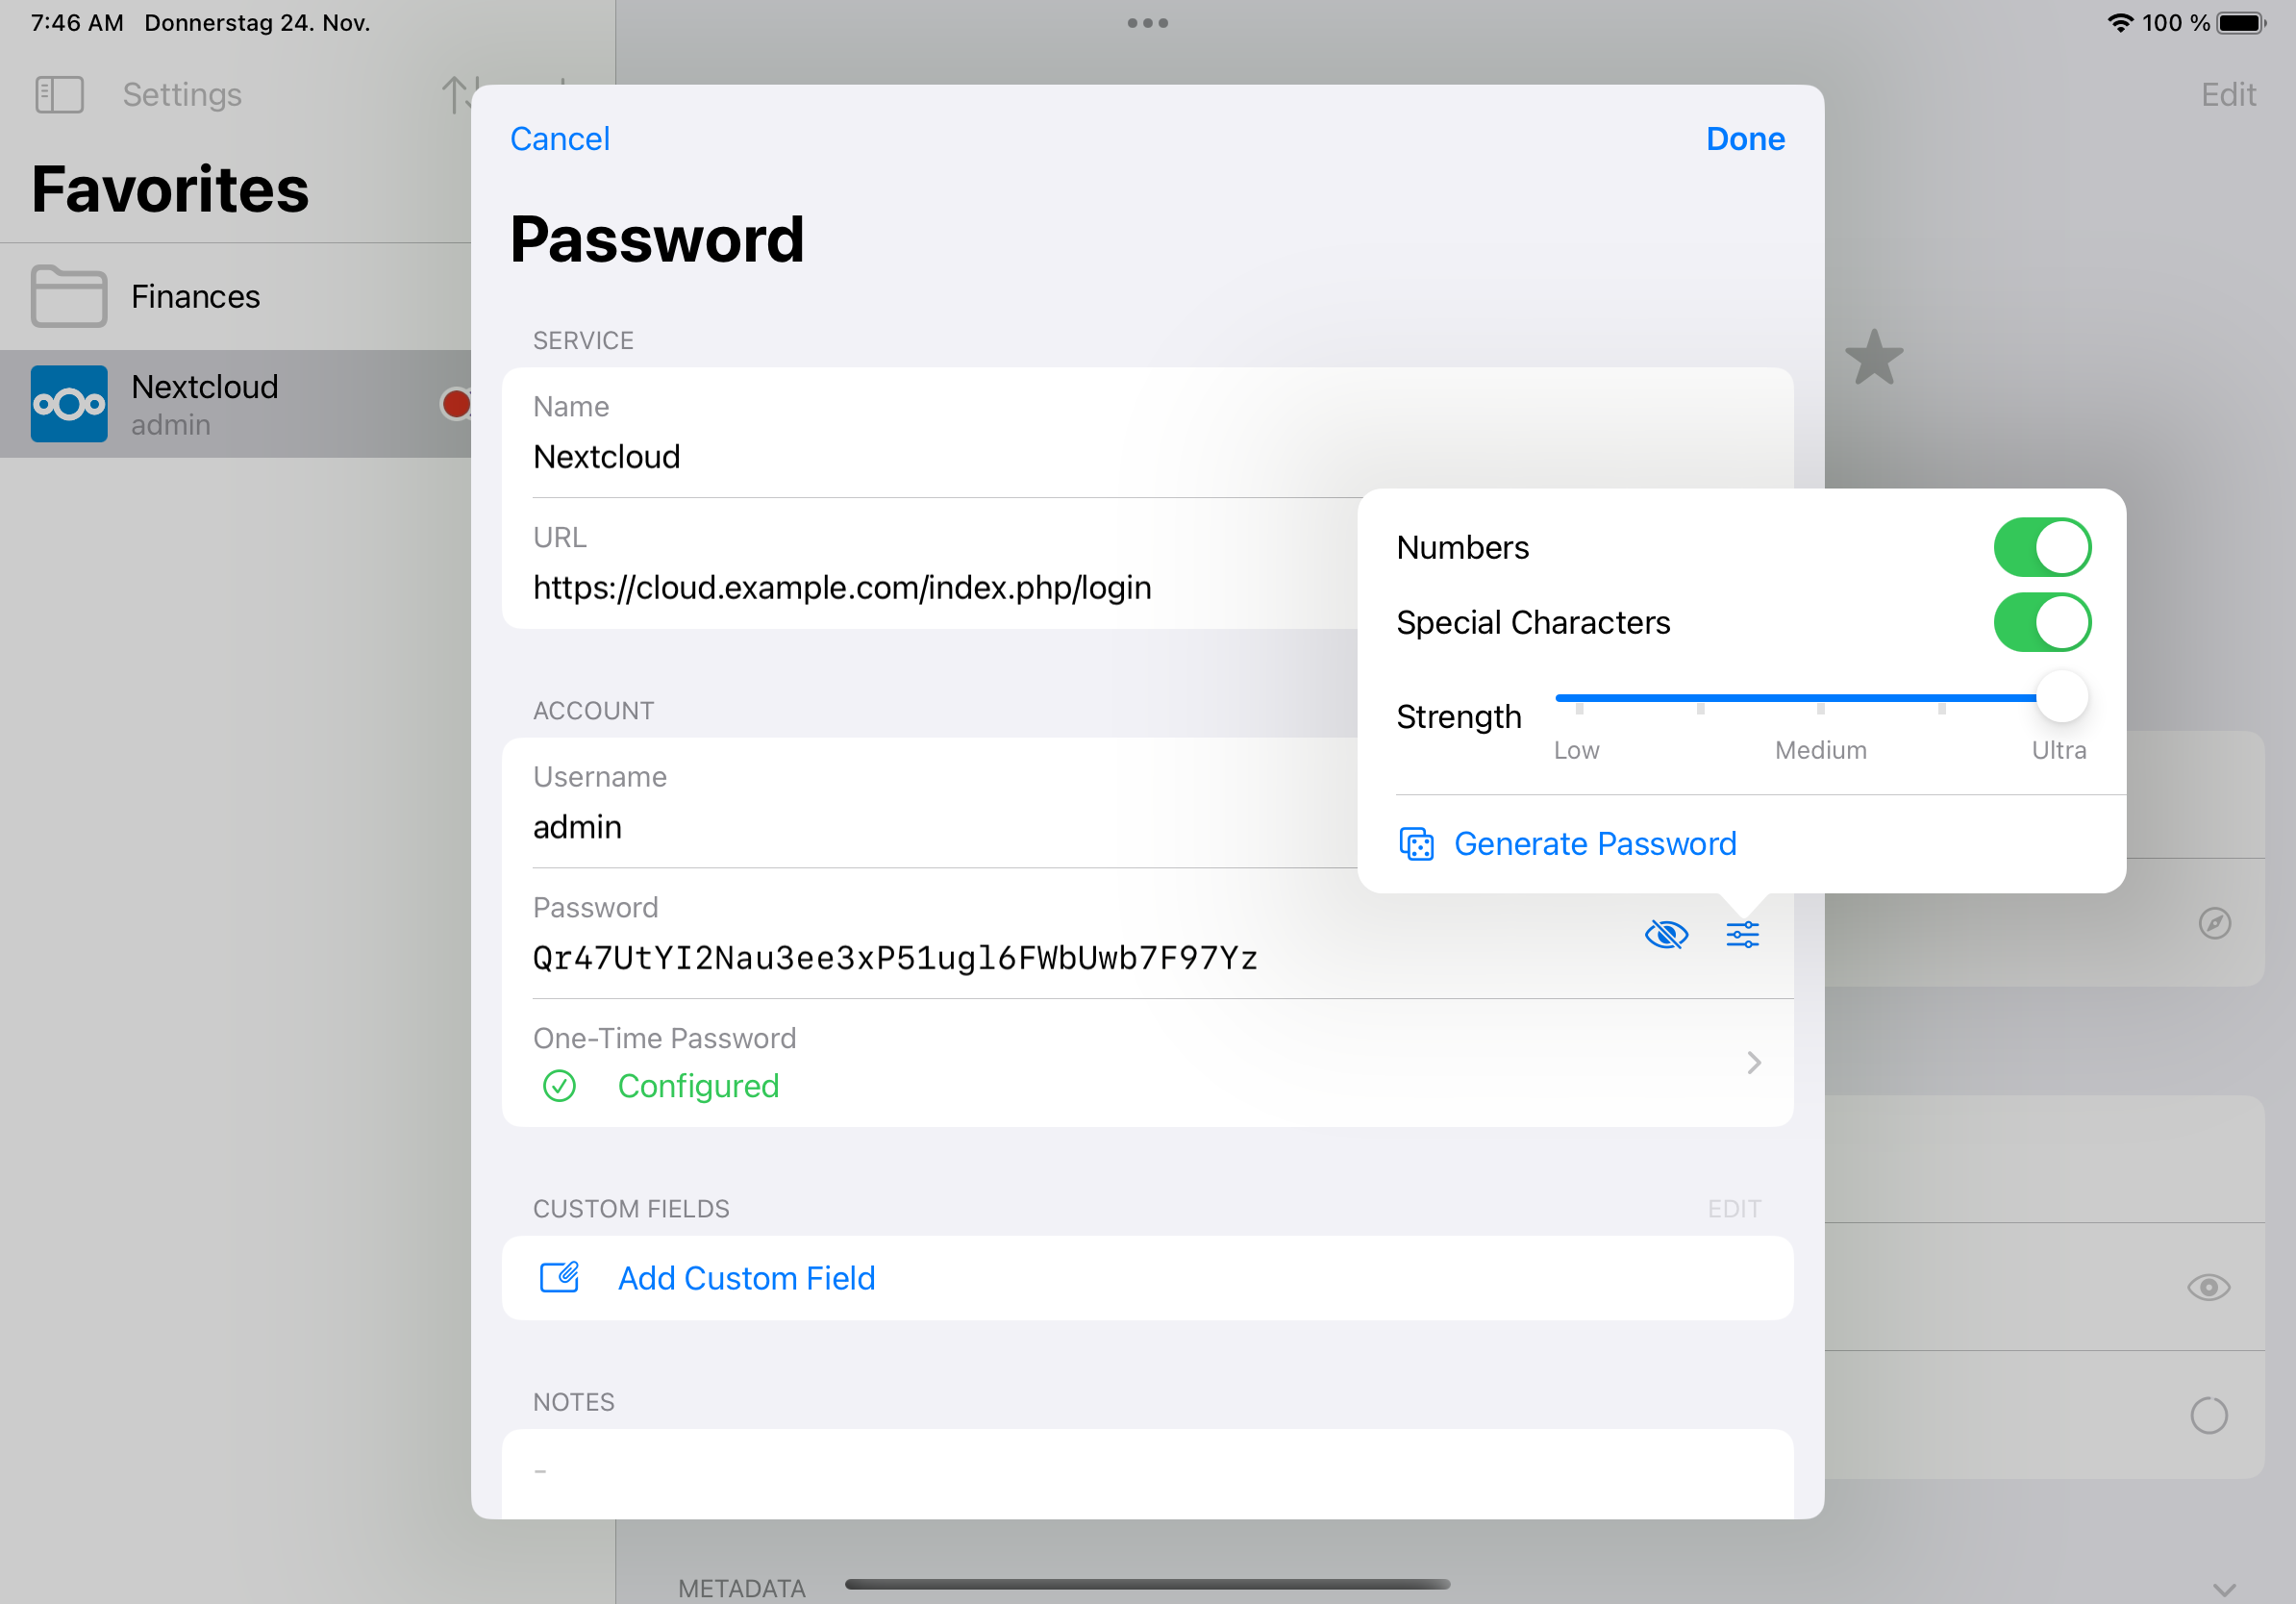 7:46 AM Donnerstag 24. Nov.
100 %
Settings
Edit
Favorites
Finances
Nextcloud
admin
Cancel
Done
Password
SERVICE
Name
Nextcloud
URL
https://cloud.example.com/index.php/login
Numbers
Special Characters
Strength
Low Medium Ultra
Generate Password
ACCOUNT
Username
admin
Password
Qr47UtYI2Nau3ee3xP51ugl6FWbUwb7F97Yz
One-Time Password
Configured
CUSTOM FIELDS
EDIT
Add Custom Field
NOTES
-
METADATA